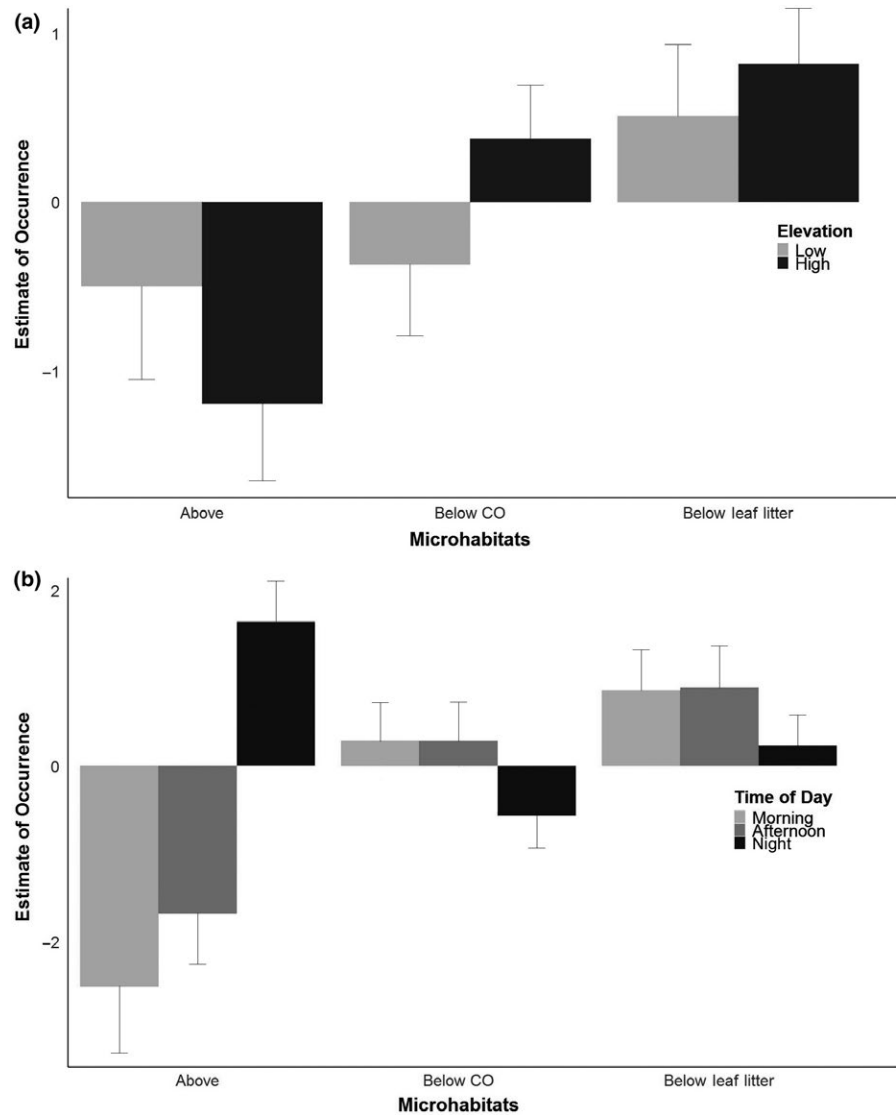 (a)
1
0
−1
Estimate of Occurrence
Elevation
Low
High
Above Below CO Below leaf litter
Microhabitats
(b)
2
0
−2
Estimate of Occurrence
Time of Day
Morning
Afternoon
Night
Above Below CO Below leaf litter
Microhabitats